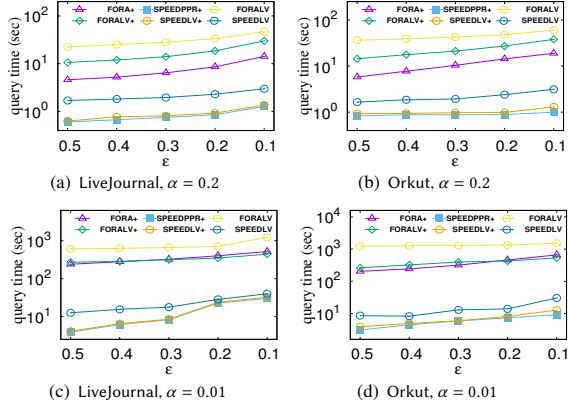 FORA+ SPEEDPPR+ FORALV
FORALV+ SPEEDLV+ SPEEDLV
query time (sec)
10²
10¹
10⁰
0.5 0.4 0.3 0.2 0.1
ε
(a) LiveJournal, α = 0.2
FORA+ SPEEDPPR+ FORALV
FORALV+ SPEEDLV+ SPEEDLV
query time (sec)
10²
10¹
10⁰
0.5 0.4 0.3 0.2 0.1
ε
(b) Orkut, α = 0.2
FORA+ SPEEDPPR+ FORALV
FORALV+ SPEEDLV+ SPEEDLV
query time (sec)
10³
10²
10¹
0.5 0.4 0.3 0.2 0.1
ε
(c) LiveJournal, α = 0.01
FORA+ SPEEDPPR+ FORALV
FORALV+ SPEEDLV+ SPEEDLV
query time (sec)
10⁴
10³
10²
10¹
0.5 0.4 0.3 0.2 0.1
ε
(d) Orkut, α = 0.01